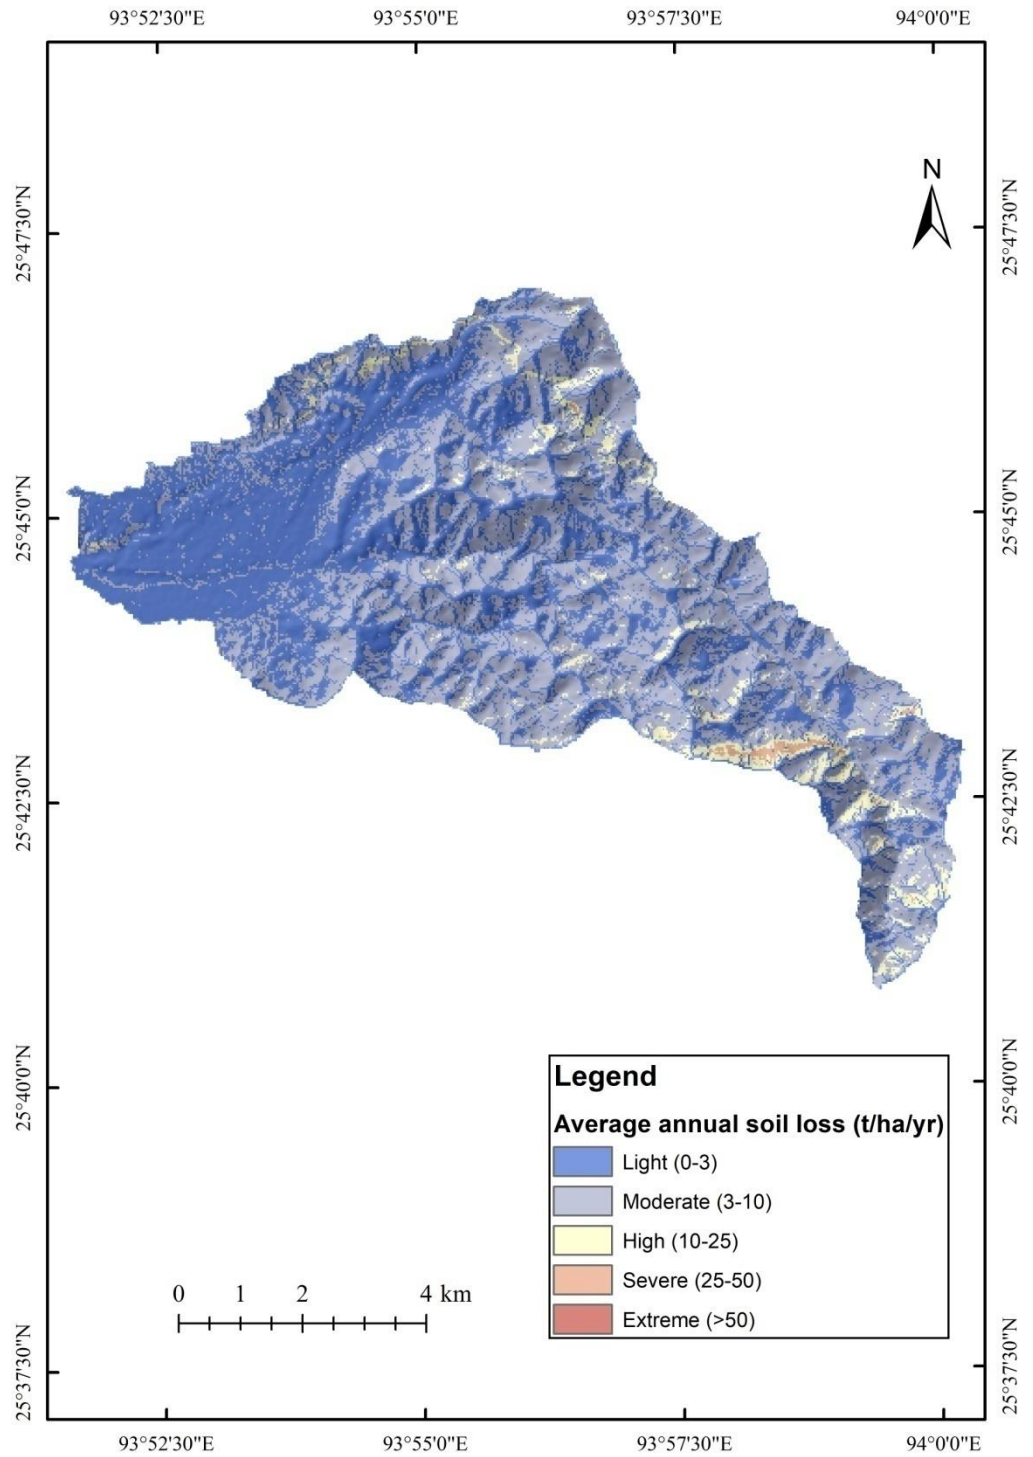 93°52'30"E 93°55'0"E 93°57'30"E 94°0'0"E
N
25°47'30"N 25°47'30"N
25°45'0"N 25°45'0"N
25°42'30"N 25°42'30"N
25°40'0"N 25°40'0"N
25°37'30"N 25°37'30"N
Legend
Average annual soil loss (t/ha/yr)
Light (0-3)
Moderate (3-10)
High (10-25)
Severe (25-50)
Extreme (>50)
0 1 2 4 km
93°52'30"E 93°55'0"E 93°57'30"E 94°0'0"E